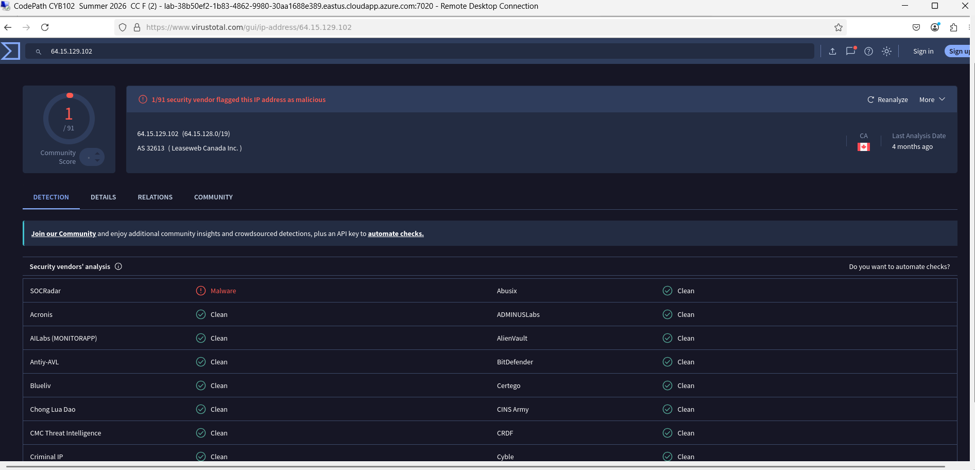 CodePath CYB102 Summer 2026 CC F (2) - lab-38b50ef2-1b83-4862-9980-30aa1688e389.eastus.cloudapp.azure.com:7020 - Remote Desktop Connection
https://www.virustotal.com/gui/ip-address/64.15.129.102
64.15.129.102
Sign in
Sign up
1
/ 91
Community Score
1/91 security vendor flagged this IP address as malicious
Reanalyze
More
64.15.129.102 (64.15.128.0/19)
AS 32613 ( Leaseweb Canada Inc. )
CA
Last Analysis Date
4 months ago
DETECTION DETAILS RELATIONS COMMUNITY
Join our Community and enjoy additional community insights and crowdsourced detections, plus an API key to automate checks.
Security vendors' analysis
Do you want to automate checks?
SOCRadar Malware Abusix Clean
Acronis Clean ADMINUSLabs Clean
AILabs (MONITORAPP) Clean AlienVault Clean
Antiy-AVL Clean BitDefender Clean
Blueliv Clean Certego Clean
Chong Lua Dao Clean CINS Army Clean
CMC Threat Intelligence Clean CRDF Clean
Criminal IP Clean Cyble Clean